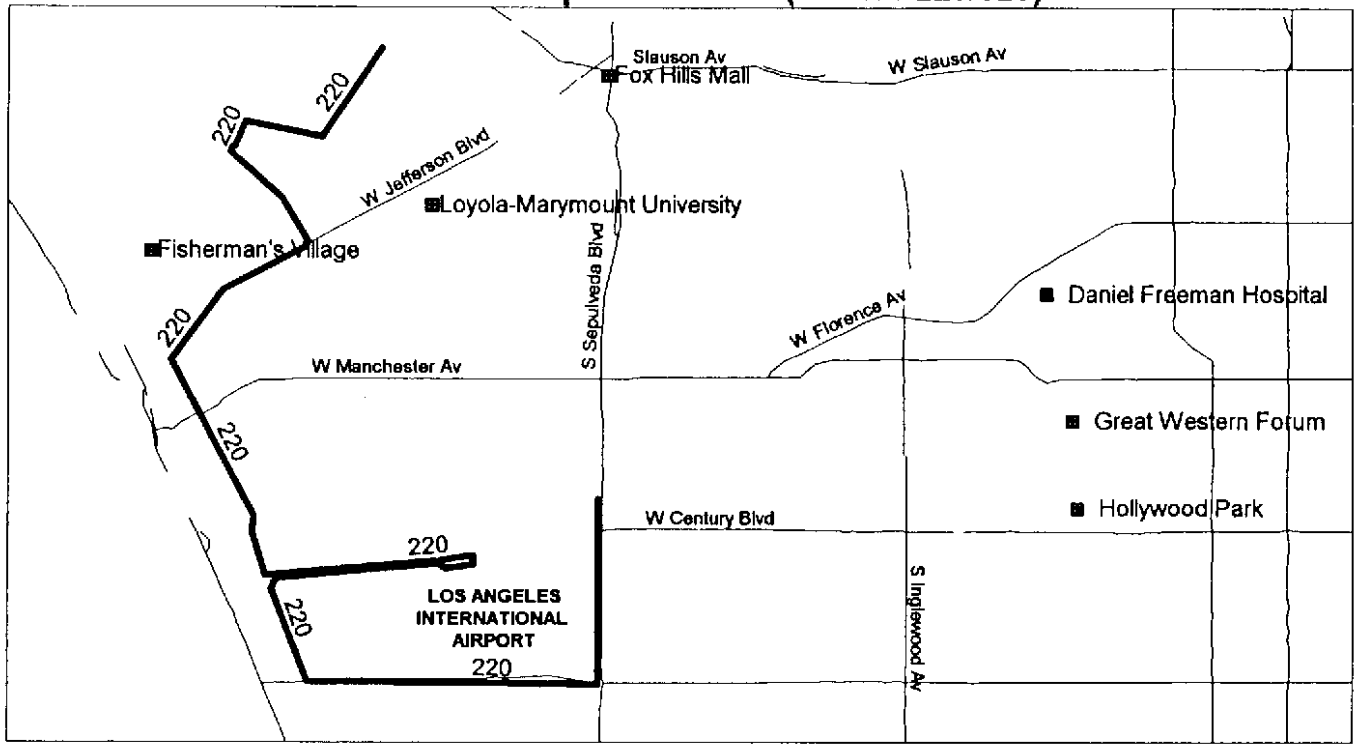 Slauson Av
W Slauson Av
Fox Hills Mall
220
220
W Jefferson Blvd
Loyola-Marymount University
Fisherman's Village
S Sepulveda Blvd
Daniel Freeman Hospital
W Florence Av
220
W Manchester Av
Great Western Forum
220
Hollywood Park
W Century Blvd
220
LOS ANGELES
INTERNATIONAL
AIRPORT
S Inglewood Av
220
220